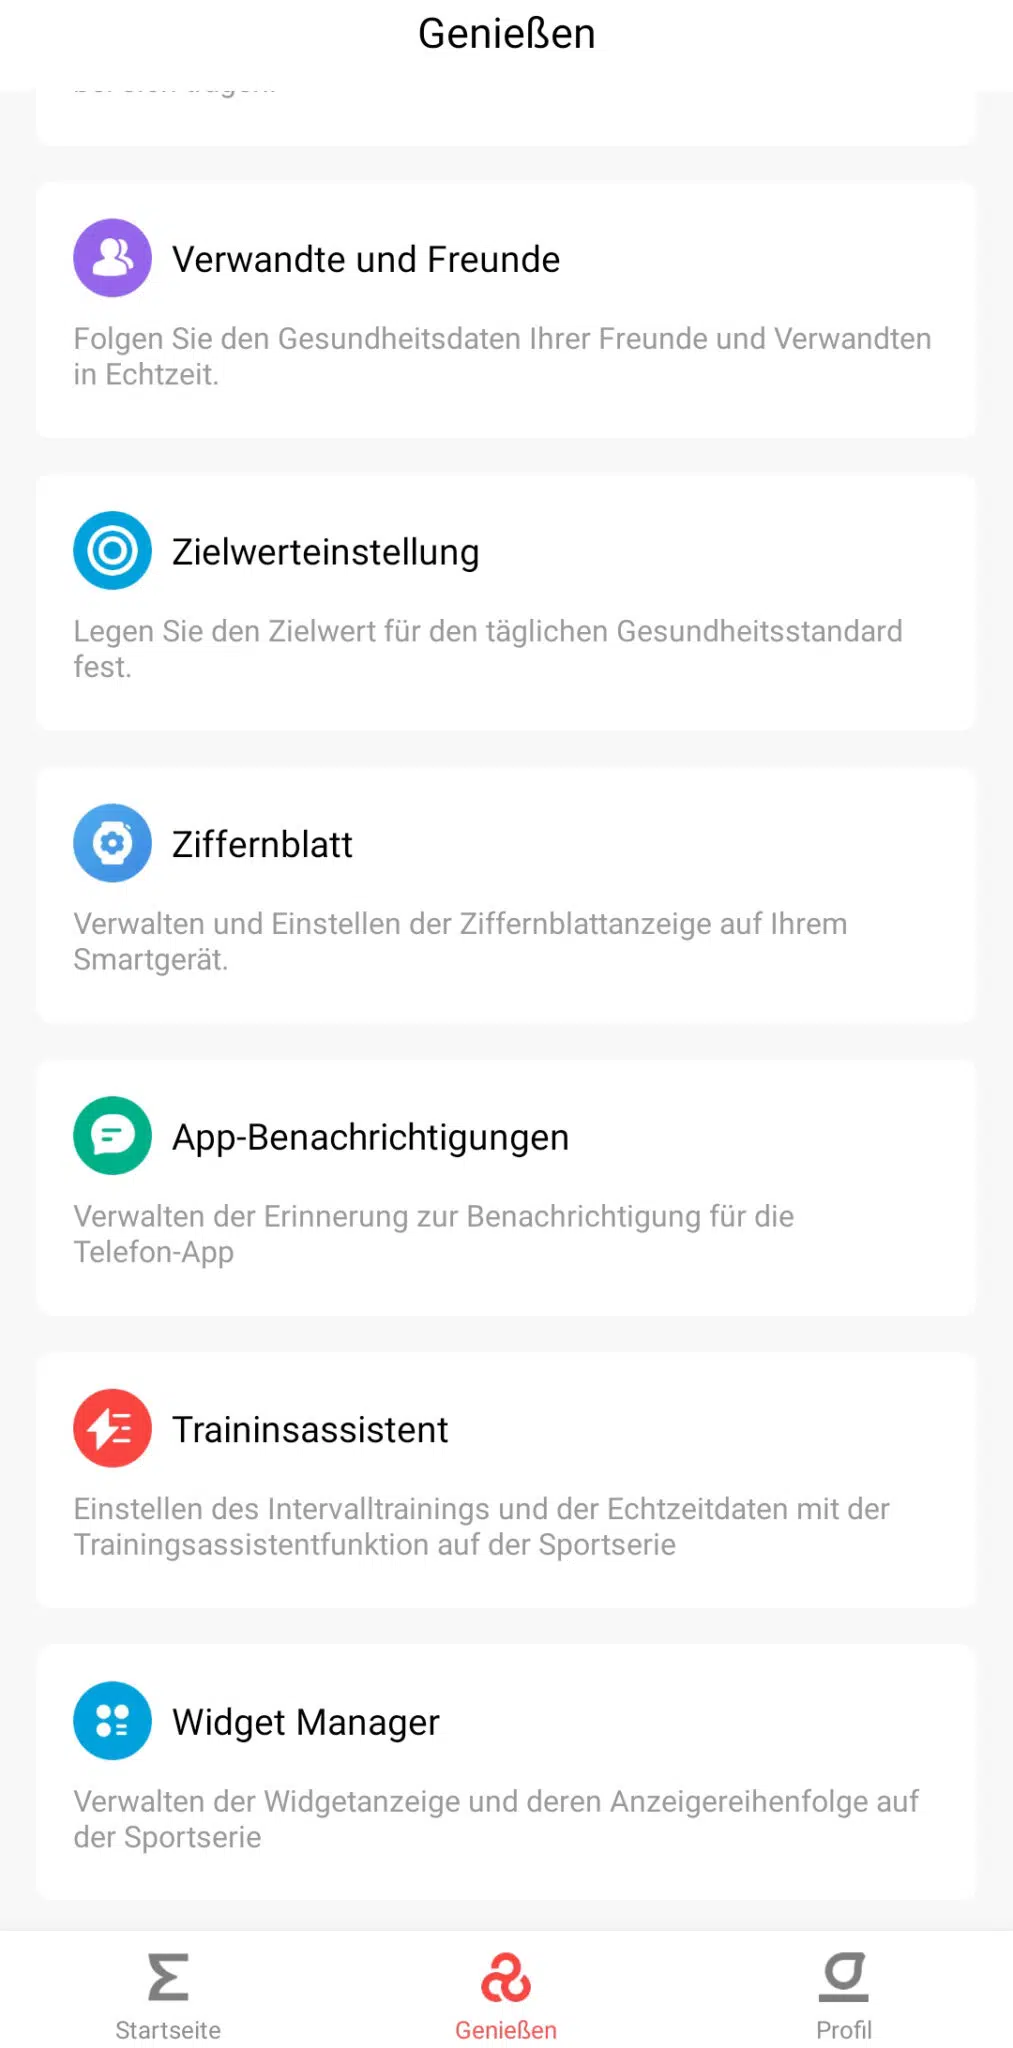 Genießen
Verwandte und Freunde
Folgen Sie den Gesundheitsdaten Ihrer Freunde und Verwandten
in Echtzeit.
Zielwerteinstellung
Legen Sie den Zielwert für den täglichen Gesundheitsstandard
fest.
Ziffernblatt
Verwalten und Einstellen der Ziffernblattanzeige auf Ihrem
Smartgerät.
App-Benachrichtigungen
Verwalten der Erinnerung zur Benachrichtigung für die
Telefon-App
Traininsassistent
Einstellen des Intervalltrainings und der Echtzeitdaten mit der
Trainingsassistentfunktion auf der Sportserie
Widget Manager
Verwalten der Widgetanzeige und deren Anzeigereihenfolge auf
der Sportserie
Startseite
Genießen
Profil